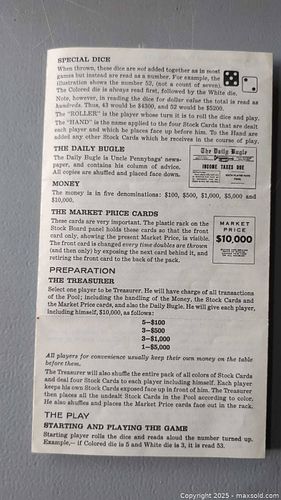 SPECIAL DICE
When thrown, these dice are not added together as in most
games but instead are read as a number. For example, the
illustration shows the number 52, (not a count of seven).
The Colored die is always read first, followed by the White die.
Note, however, in reading the dice for dollar value the total is read as
hundreds. Thus, 43 would be $4300, and 52 would be $5200.
The "ROLLER" is the player whose turn it is to roll the dice and play.
The "HAND" is the name applied to the four Stock Cards that are dealt
each player and which he places face up before him. To the Hand are
added any other Stock Cards which he receives in the course of play.
THE DAILY BUGLE
The Daily Bugle is Uncle Pennybags' news-
paper, and contains his column of advice.
All copies are shuffled and placed face down.
The Daily Bugle
INCOME TAXES DUE
MONEY
The money is in five denominations: $100, $500, $1,000, $5,000 and
$10,000.
THE MARKET PRICE CARDS
These cards are very important. The plastic rack on the
Stock Board panel holds these cards so that the front
card only, showing the present Market Price, is visible.
The front card is changed every time doubles are thrown
(and then only) by exposing the next card behind it, and
retiring the front card to the back of the pack.
MARKET
PRICE
$10,000
PREPARATION
THE TREASURER
Select one player to be Treasurer. He will have charge of all transactions
of the Pool; including the handling of the Money, the Stock Cards and
the Market Price cards, and also the Daily Bugle. He will give each player,
including himself, $10,000, as follows:
5—$100
3—$500
3—$1,000
1—$5,000
All players for convenience usually keep their own money on the table
before them.
The Treasurer will also shuffle the entire pack of all colors of Stock Cards
and deal four Stock Cards to each player including himself. Each player
keeps his own Stock Cards exposed face up in front of him. The Treasurer
then places all the undealt Stock Cards in the Pool according to color.
He also shuffles and places the Market Price cards face out in the rack.
THE PLAY
STARTING AND PLAYING THE GAME
Starting player rolls the dice and reads aloud the number turned up.
Example,— if Colored die is 5 and White die is 3, it is read 53.
© Copyright 2025 - maxsold.com